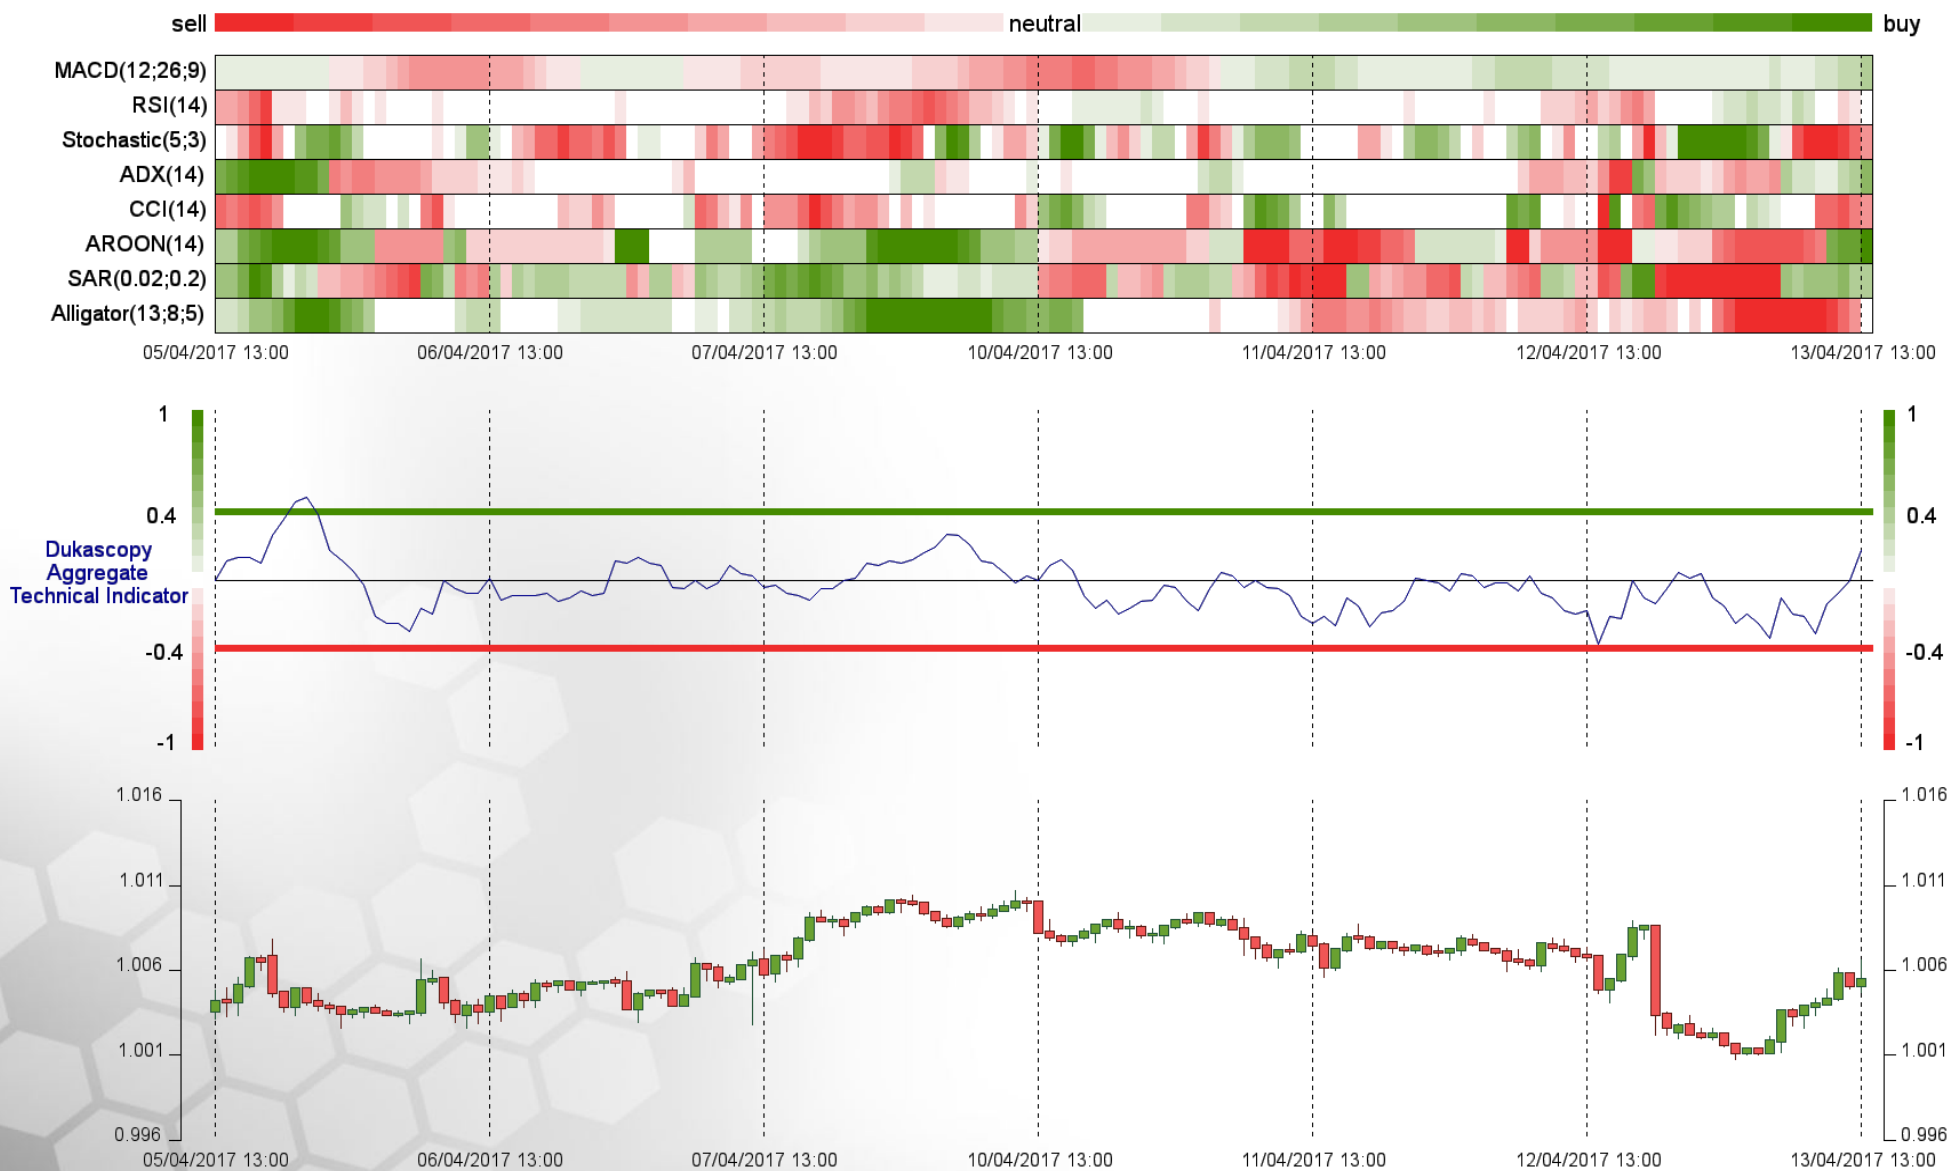 sell neutral buy
MACD(12;26;9)
RSI(14)
Stochastic(5;3)
ADX(14)
CCI(14)
AROON(14)
SAR(0.02;0.2)
Alligator(13;8;5)
05/04/2017 13:00 06/04/2017 13:00 07/04/2017 13:00 10/04/2017 13:00 11/04/2017 13:00 12/04/2017 13:00 13/04/2017 13:00
1 1
0.4 0.4
Dukascopy
Aggregate
Technical Indicator
-0.4 -0.4
-1 -1
1.016 1.016
1.011 1.011
1.006 1.006
1.001 1.001
0.996 0.996
05/04/2017 13:00 06/04/2017 13:00 07/04/2017 13:00 10/04/2017 13:00 11/04/2017 13:00 12/04/2017 13:00 13/04/2017 13:00